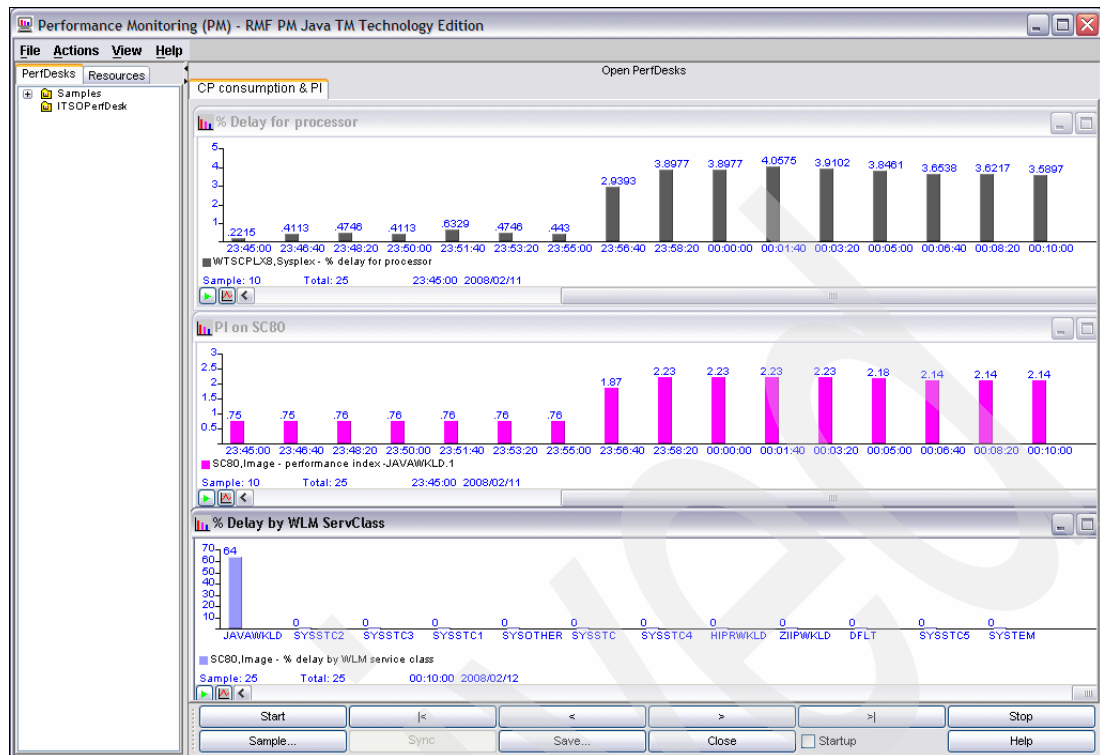 Performance Monitoring (PM) - RMF PM Java TM Technology Edition
File Actions View Help
PerfDesks Resources
Samples
ITSOPerfDesk
Open PerfDesks
CP consumption & PI
% Delay for processor
5
4
3
2
1
.2215 .4113 .4746 .4113 .6329 .4746 .443 2.9393 3.8977 3.8977 4.0575 3.9102 3.8461 3.6538 3.6217 3.5897
23:45:00 23:46:40 23:48:20 23:50:00 23:51:40 23:53:20 23:55:00 23:56:40 23:58:20 00:00:00 00:01:40 00:03:20 00:05:00 00:06:40 00:08:20 00:10:00
WTSCPLX8,Sysplex - % delay for processor
Sample: 10 Total: 25 23:45:00 2008/02/11
PI on SC80
3
2.5
2
1.5
1
0.5
.75 .75 .76 .76 .76 .76 .76 1.87 2.23 2.23 2.23 2.23 2.18 2.14 2.14 2.14
23:45:00 23:46:40 23:48:20 23:50:00 23:51:40 23:53:20 23:55:00 23:56:40 23:58:20 00:00:00 00:01:40 00:03:20 00:05:00 00:06:40 00:08:20 00:10:00
SC80,Image - performance index -JAVAWKLD.1
Sample: 10 Total: 25 23:45:00 2008/02/11
% Delay by WLM ServClass
70
60
50
40
30
20
10
64 0 0 0 0 0 0 0 0 0 0 0
JAVAWKLD SYSSTC2 SYSSTC3 SYSSTC1 SYSOTHER SYSSTC SYSSTC4 HIPRWKLD ZIIPWKLD DFLT SYSSTC5 SYSTEM
SC80,Image - % delay by WLM service class
Sample: 25 Total: 25 00:10:00 2008/02/12
Start |< < > >| Stop
Sample... Sync Save... Close Startup Help